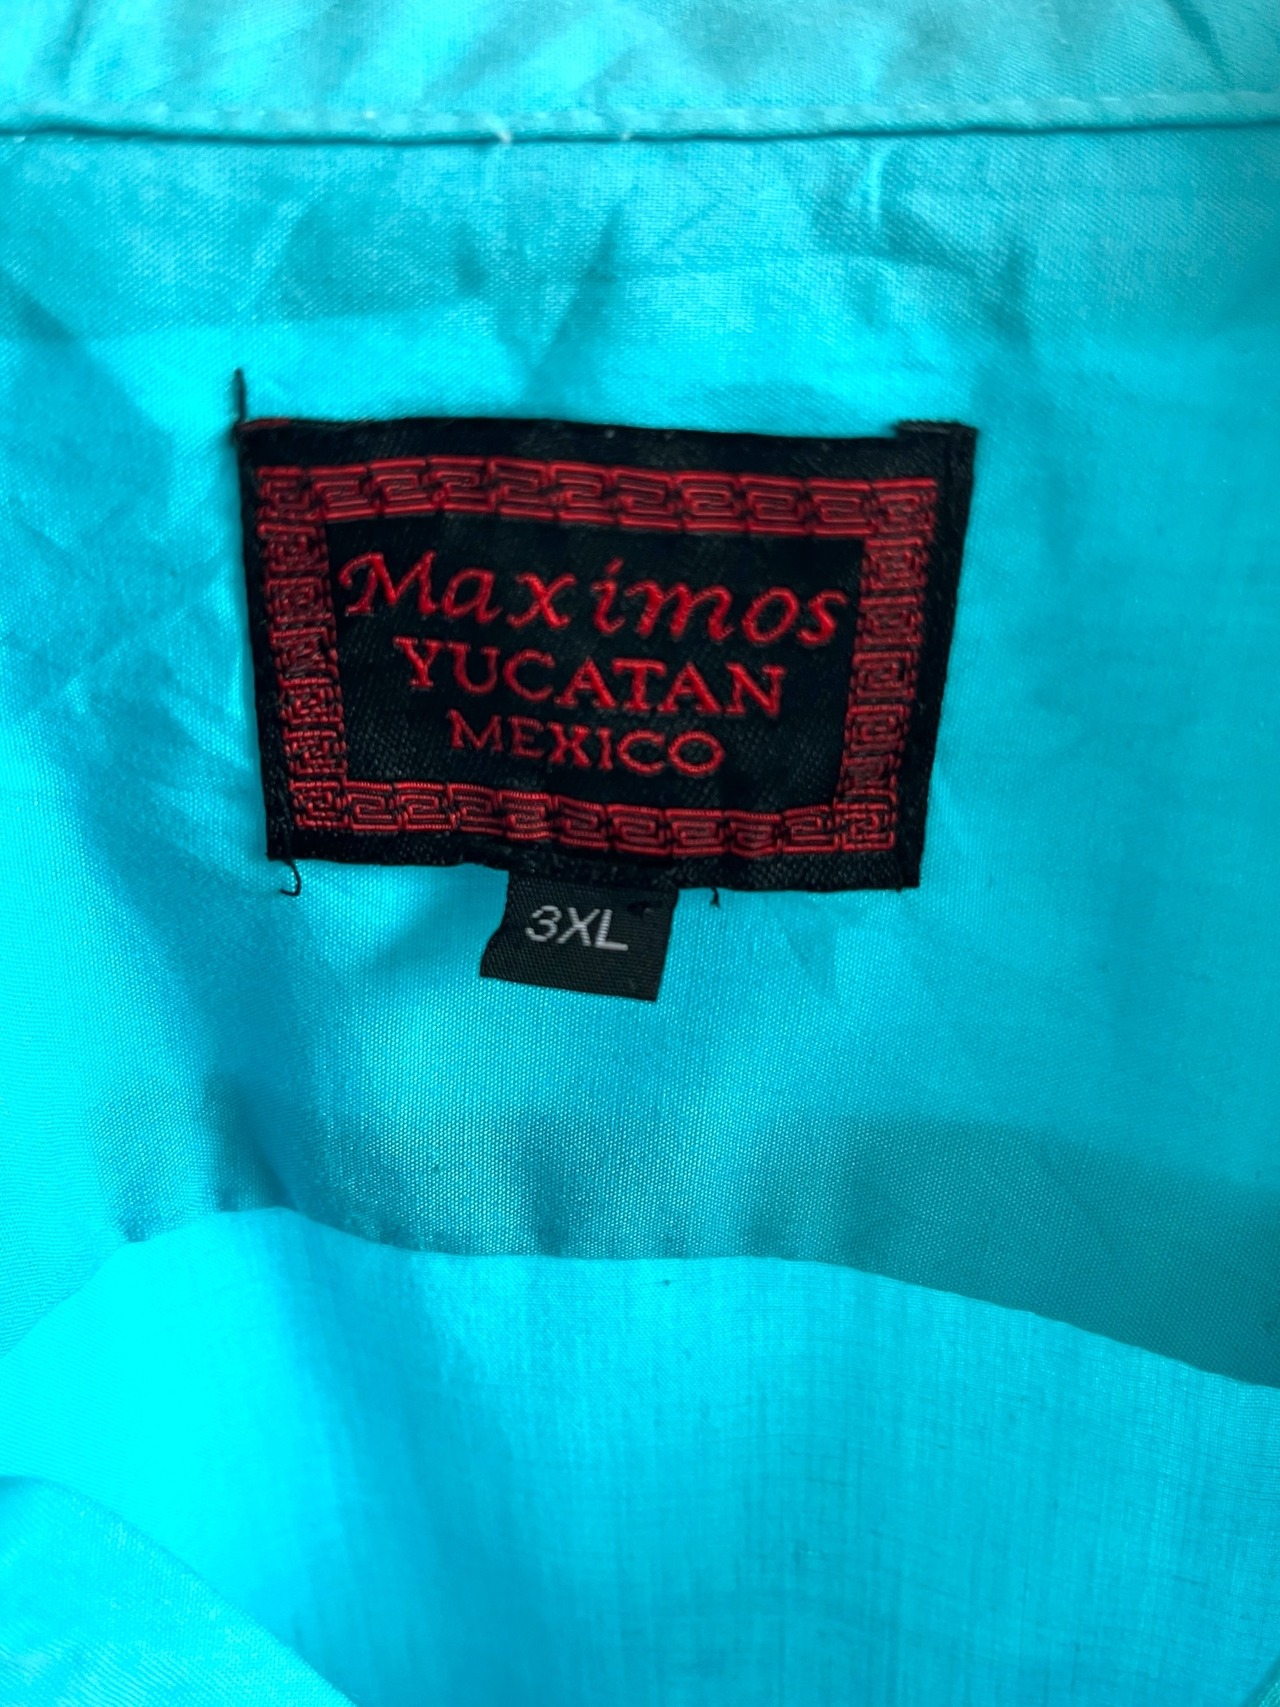 Maximos
YUCATAN
MEXICO
3XL